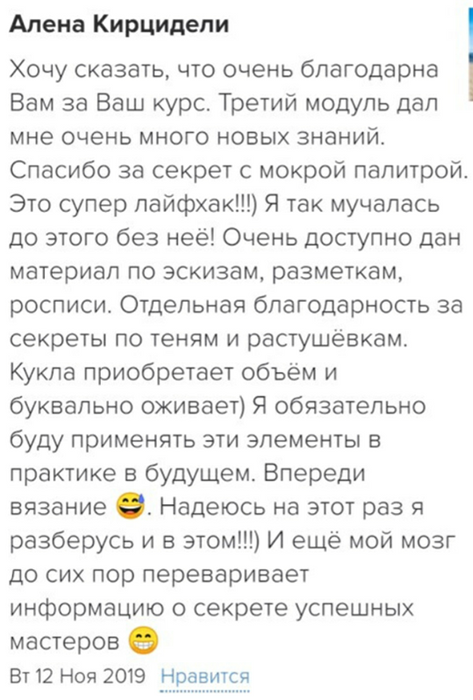 Алена Кирцидели
Хочу сказать, что очень благодарна
Вам за Ваш курс. Третий модуль дал
мне очень много новых знаний.
Спасибо за секрет с мокрой палитрой.
Это супер лайфхак!!!) Я так мучалась
до этого без неё! Очень доступно дан
материал по эскизам, разметкам,
росписи. Отдельная благодарность за
секреты по теням и растушёвкам.
Кукла приобретает объём и
буквально оживает) Я обязательно
буду применять эти элементы в
практике в будущем. Впереди
вязание 😅. Надеюсь на этот раз я
разберусь и в этом!!!) И ещё мой мозг
до сих пор переваривает
информацию о секрете успешных
мастеров 😁
Вт 12 Ноя 2019 Нравится